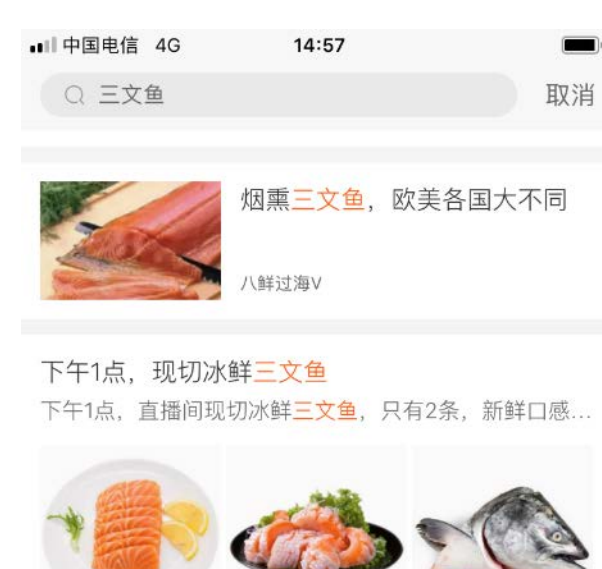 中国电信 4G 14:57
三文鱼 取消
烟熏三文鱼，欧美各国大不同
八鲜过海V
下午1点，现切冰鲜三文鱼
下午1点，直播间现切冰鲜三文鱼，只有2条，新鲜口感...